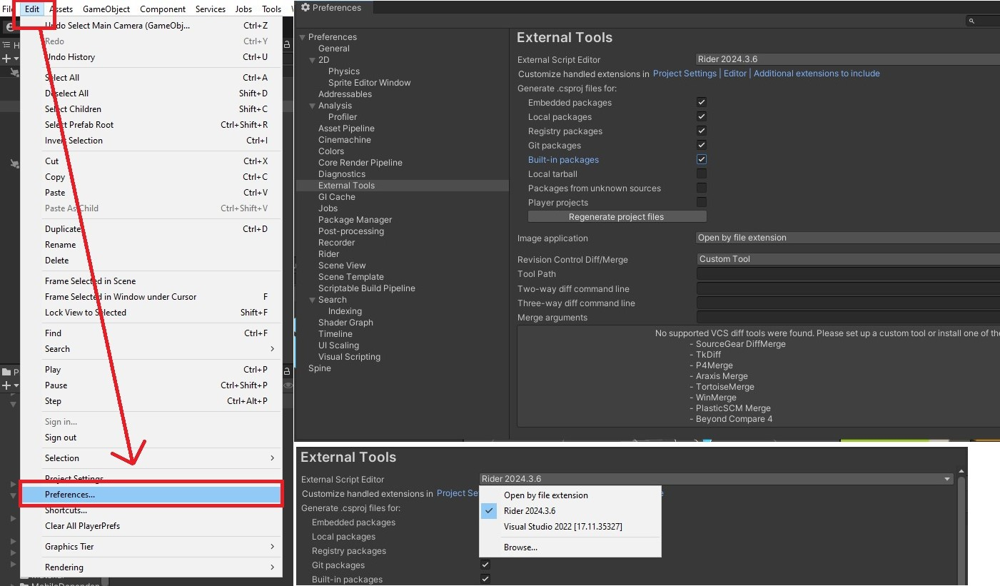 Edit Assets GameObject Component Services Jobs Tools
Undo Select Main Camera (GameObj... Ctrl+Z
Redo Ctrl+Y
Undo History Ctrl+U
Select All Ctrl+A
Deselect All Shift+D
Select Children Shift+C
Select Prefab Root Ctrl+Shift+R
Invert Selection Ctrl+I
Cut Ctrl+X
Copy Ctrl+C
Paste Ctrl+V
Paste As Child Ctrl+Shift+V
Duplicate Ctrl+D
Rename
Delete
Frame Selected in Scene
Frame Selected in Window under Cursor F
Lock View to Selected Shift+F
Find Ctrl+F
Search
Play Ctrl+P
Pause Ctrl+Shift+P
Step Ctrl+Alt+P
Sign in...
Sign out
Selection
Project Settings...
Preferences...
Shortcuts...
Clear All PlayerPrefs
Graphics Tier
Rendering
Preferences
Preferences
General
2D
Physics
Sprite Editor Window
Addressables
Analysis
Profiler
Asset Pipeline
Cinemachine
Colors
Core Render Pipeline
Diagnostics
External Tools
GI Cache
Jobs
Package Manager
Post-processing
Recorder
Rider
Scene View
Scene Template
Scriptable Build Pipeline
Search
Indexing
Shader Graph
Timeline
UI Scaling
Visual Scripting
Spine
External Tools
External Script Editor Rider 2024.3.6
Customize handled extensions in Project Settings | Editor | Additional extensions to include
Generate .csproj files for:
Embedded packages
Local packages
Registry packages
Git packages
Built-in packages
Local tarball
Packages from unknown sources
Player projects
Regenerate project files
Image application Open by file extension
Revision Control Diff/Merge Custom Tool
Tool Path
Two-way diff command line
Three-way diff command line
Merge arguments
No supported VCS diff tools were found. Please set up a custom tool or install one of the
- SourceGear DiffMerge
- TkDiff
- P4Merge
- Araxis Merge
- TortoiseMerge
- WinMerge
- PlasticSCM Merge
- Beyond Compare 4
External Tools
External Script Editor Rider 2024.3.6
Customize handled extensions in Project Se
Generate .csproj files for:
Embedded packages
Local packages
Registry packages
Git packages
Built-in packages
Open by file extension
Rider 2024.3.6
Visual Studio 2022 [17.11.35327]
Browse...